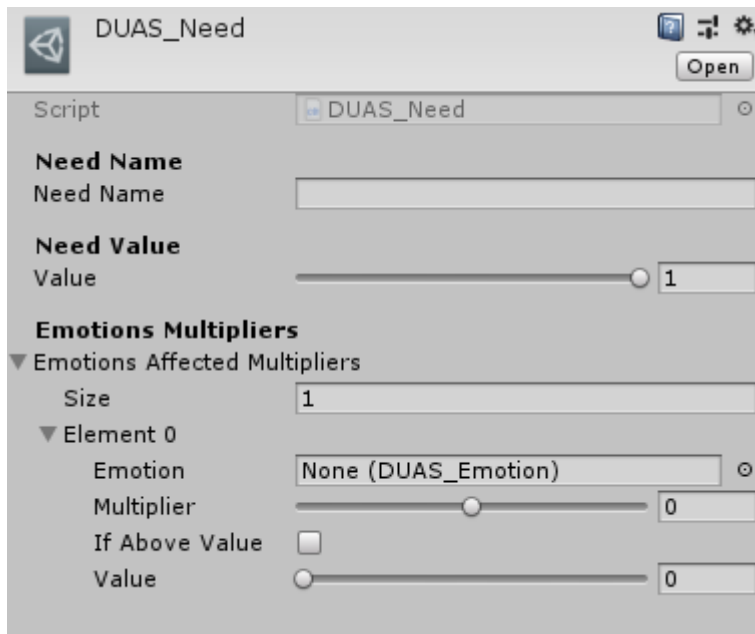 DUAS_Need
Open
Script DUAS_Need
Need Name
Need Name
Need Value
Value 1
Emotions Multipliers
Emotions Affected Multipliers
Size 1
Element 0
Emotion None (DUAS_Emotion)
Multiplier 0
If Above Value
Value 0